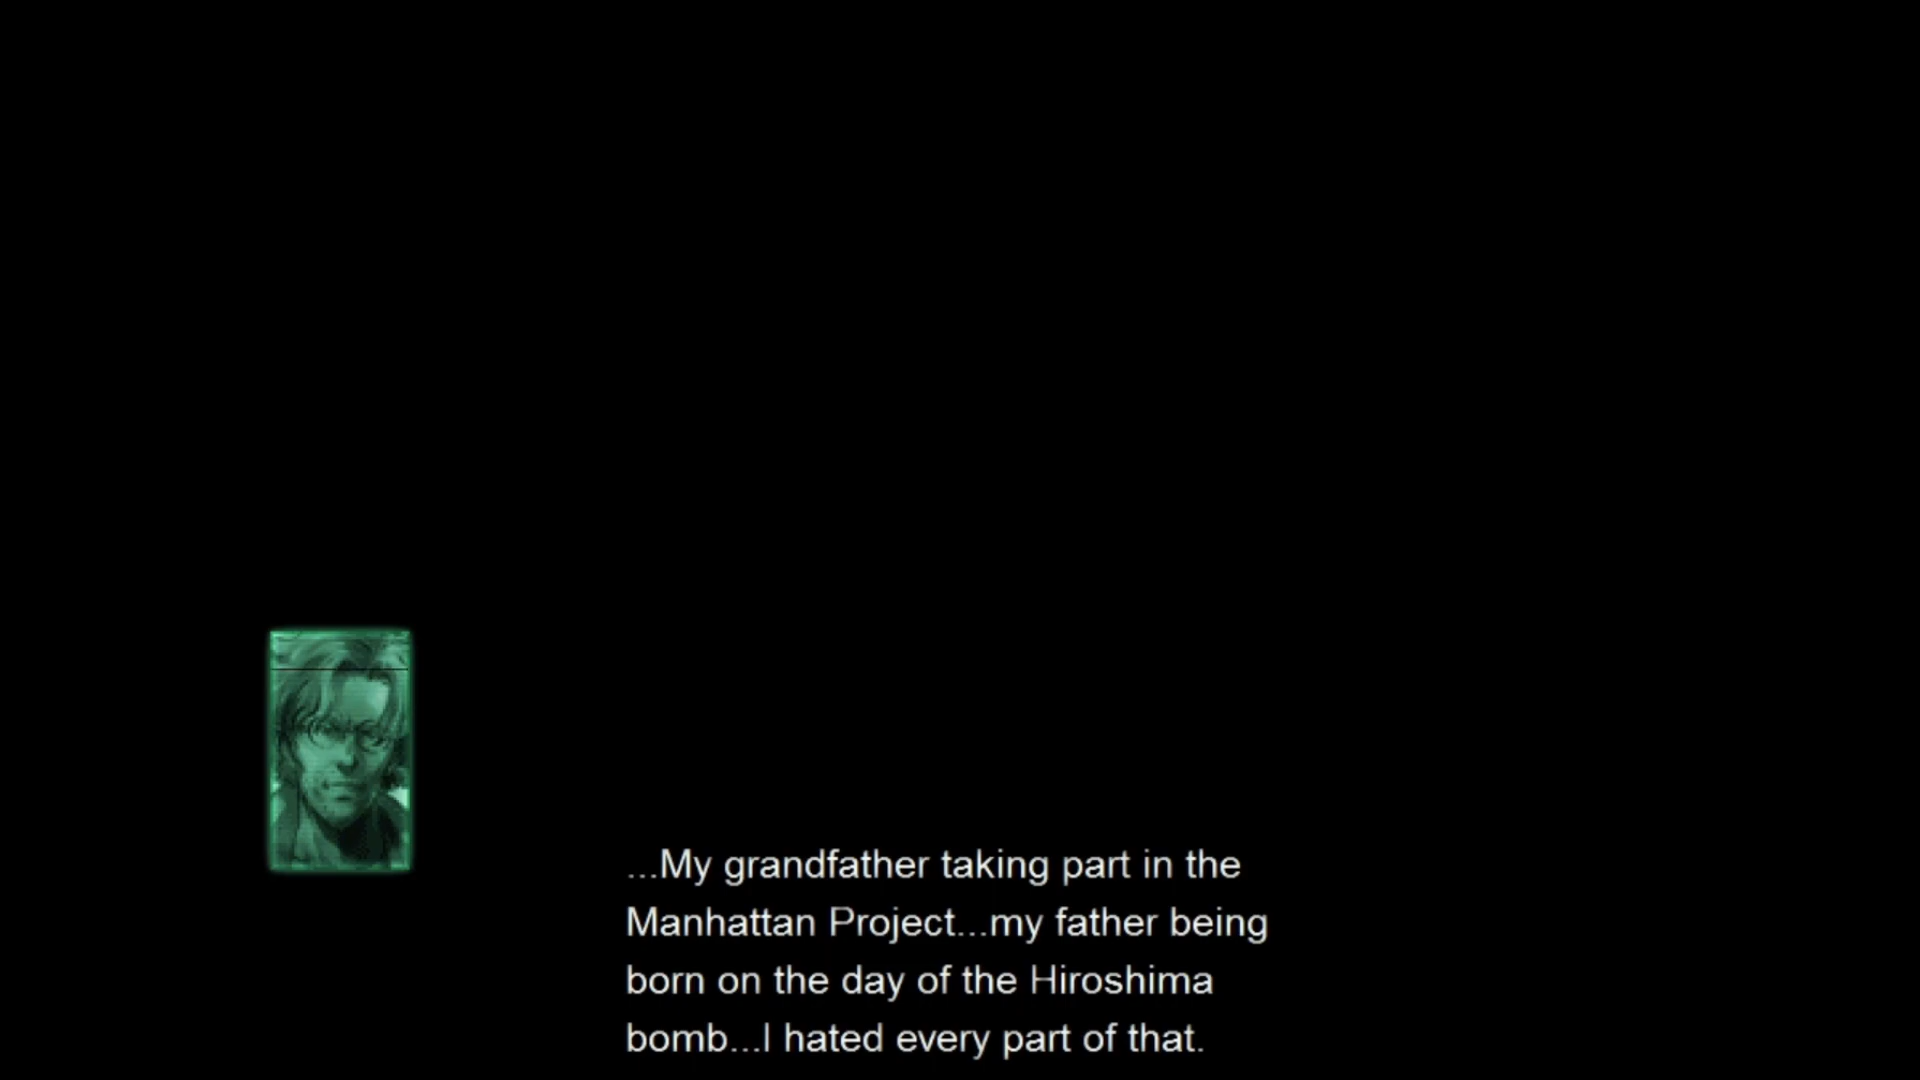 ...My grandfather taking part in the
Manhattan Project...my father being
born on the day of the Hiroshima
bomb...I hated every part of that.